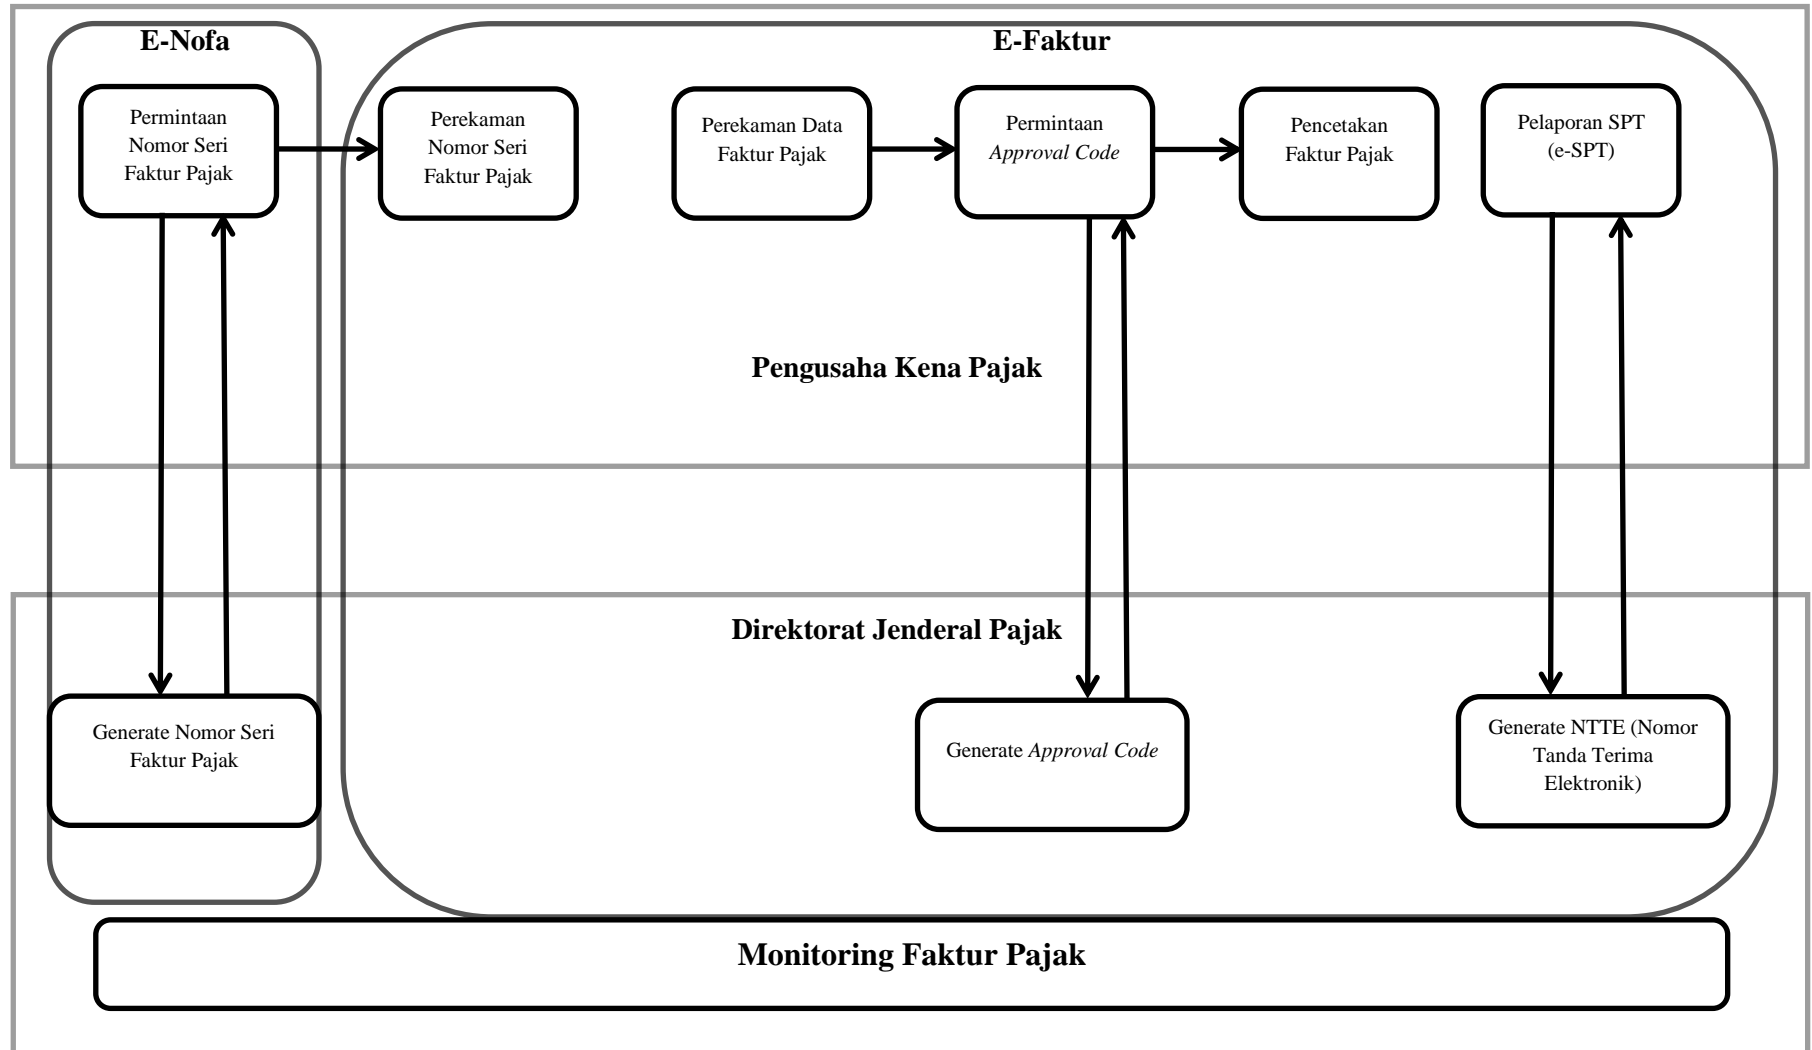 E-Nofa
E-Faktur
Permintaan
Nomor Seri
Faktur Pajak
Perekaman
Nomor Seri
Faktur Pajak
Perekaman Data
Faktur Pajak
Permintaan
Approval Code
Pencetakan
Faktur Pajak
Pelaporan SPT
(e-SPT)
Pengusaha Kena Pajak
Direktorat Jenderal Pajak
Generate Nomor Seri
Faktur Pajak
Generate Approval Code
Generate NTTE (Nomor
Tanda Terima
Elektronik)
Monitoring Faktur Pajak